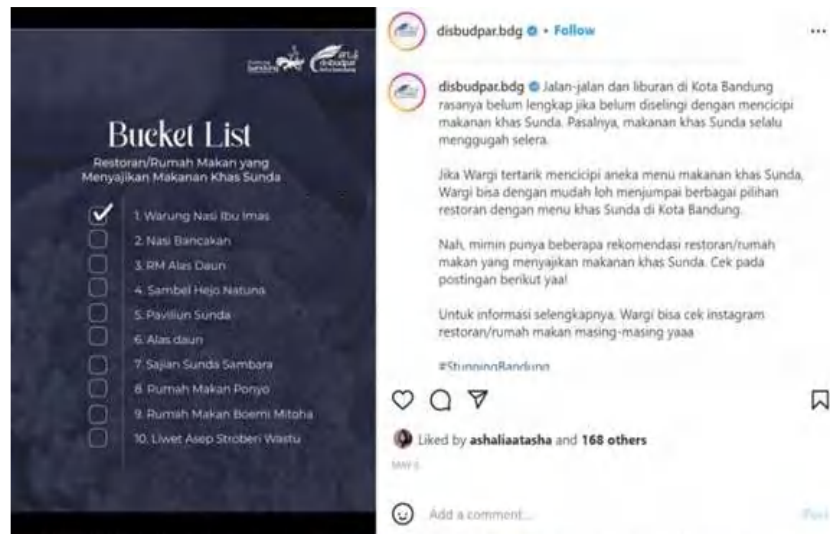 Bucket List
Restoran/Rumah Makan yang
Menyajikan Makanan Khas Sunda
1. Warung Nasi Ibu Imas
2. Nasi Bancakan
3. RM Alas Daun
4. Sambel Hejo Natuna
5. Paviliun Sunda
6. Alas daun
7. Sajian Sunda Sambara
8. Rumah Makan Ponyo
9. Rumah Makan Boemi Mitoha
10. Liwet Asep Stroberi Wastu
disbudpar.bdg • Follow
disbudpar.bdg Jalan-jalan dan liburan di Kota Bandung
rasanya belum lengkap jika belum diselingi dengan mencicipi
makanan khas Sunda. Pasalnya, makanan khas Sunda selalu
menggugah selera.
Jika Wargi tertarik mencicipi aneka menu makanan khas Sunda,
Wargi bisa dengan mudah loh menjumpai berbagai pilihan
restoran dengan menu khas Sunda di Kota Bandung.
Nah, mimin punya beberapa rekomendasi restoran/rumah
makan yang menyajikan makanan khas Sunda. Cek pada
postingan berikut yaa!
Untuk informasi selengkapnya, Wargi bisa cek instagram
restoran/rumah makan masing-masing yaaa
#StunningBandung
Liked by ashaliaatasha and 168 others
Add a comment...
Post